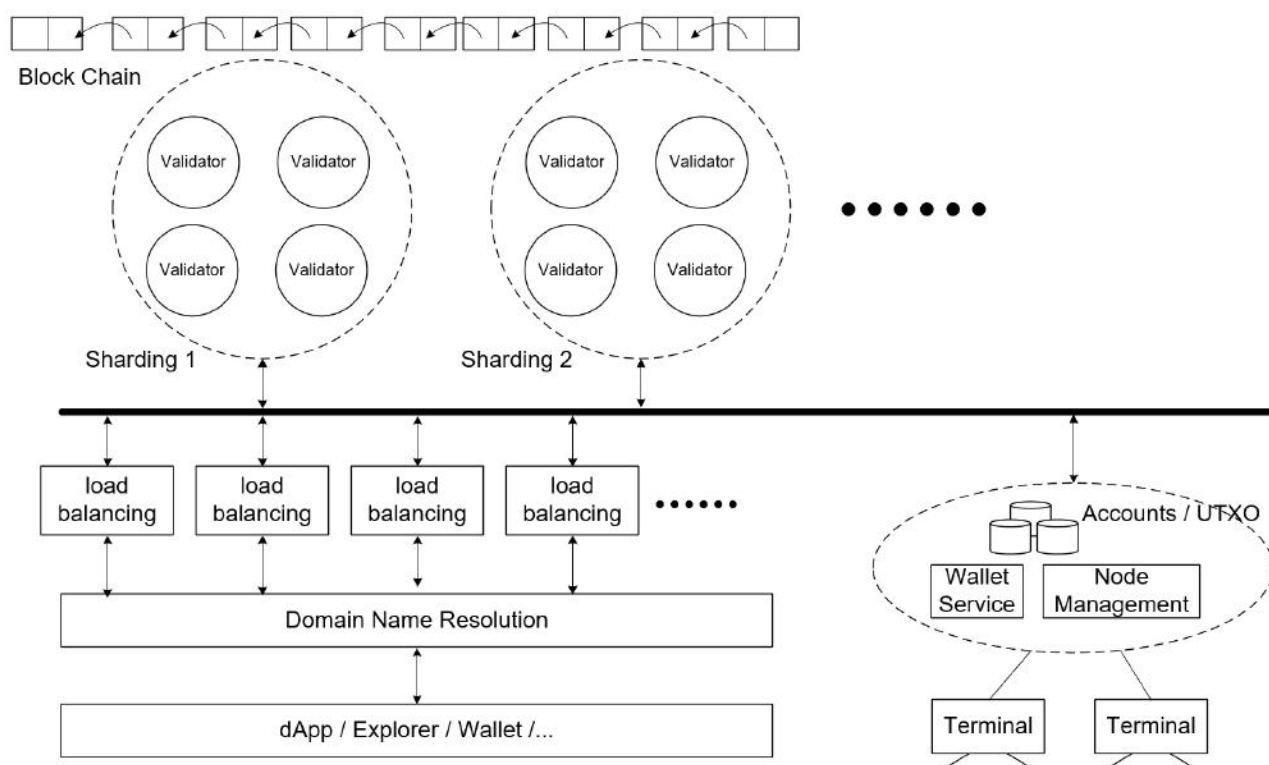 Block Chain
Validator
Validator
Validator
Validator
Validator
Validator
Validator
Validator
Sharding 1
Sharding 2
load
balancing
load
balancing
load
balancing
load
balancing
Accounts / UTXO
Wallet
Service
Node
Management
Domain Name Resolution
dApp / Explorer / Wallet /...
Terminal
Terminal